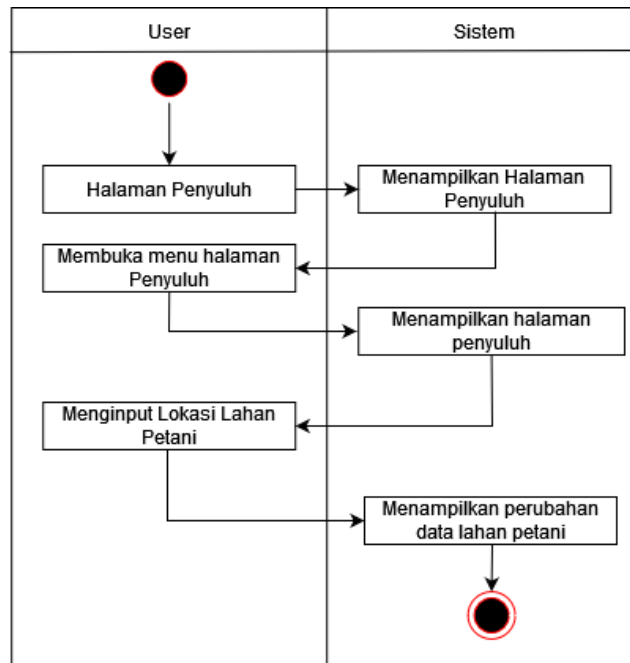 User
Sistem
Halaman Penyuluh
Menampilkan Halaman
Penyuluh
Membuka menu halaman
Penyuluh
Menampilkan halaman
penyuluh
Menginput Lokasi Lahan
Petani
Menampilkan perubahan
data lahan petani